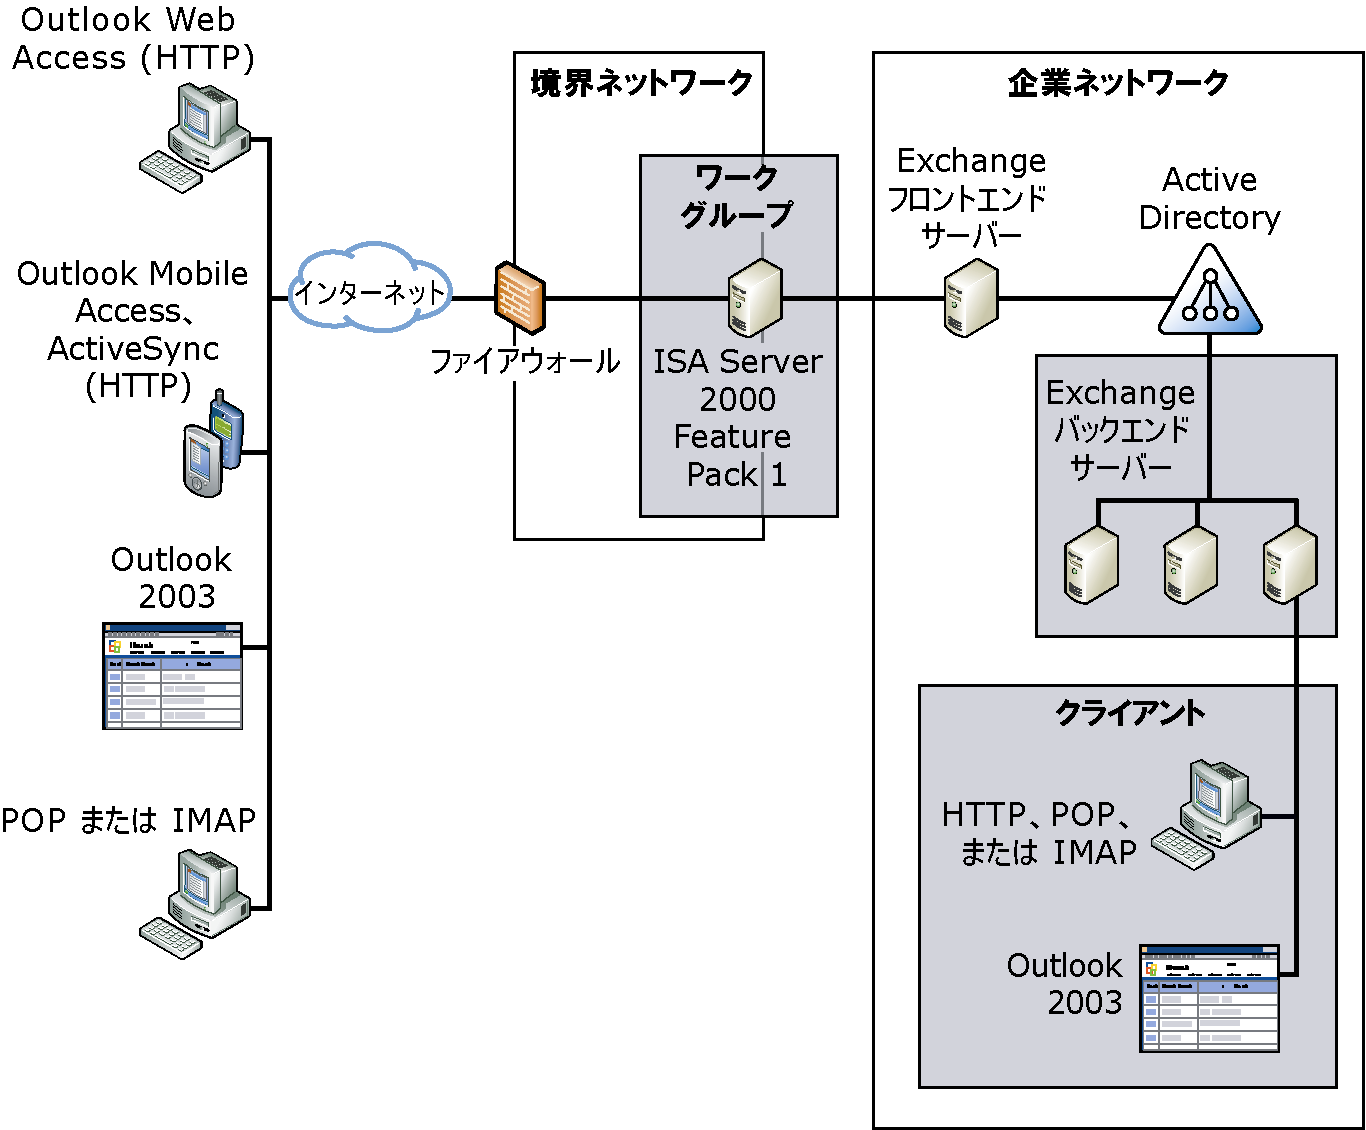 Outlook Web
Access (HTTP)
Outlook Mobile
Access、
ActiveSync
(HTTP)
Outlook
2003
POP または IMAP
インターネット
ファイアウォール
境界ネットワーク
ワーク
グループ
ISA Server
2000
Feature
Pack 1
企業ネットワーク
Exchange
フロントエンド
サーバー
Active
Directory
Exchange
バックエンド
サーバー
クライアント
HTTP、POP、
または IMAP
Outlook
2003